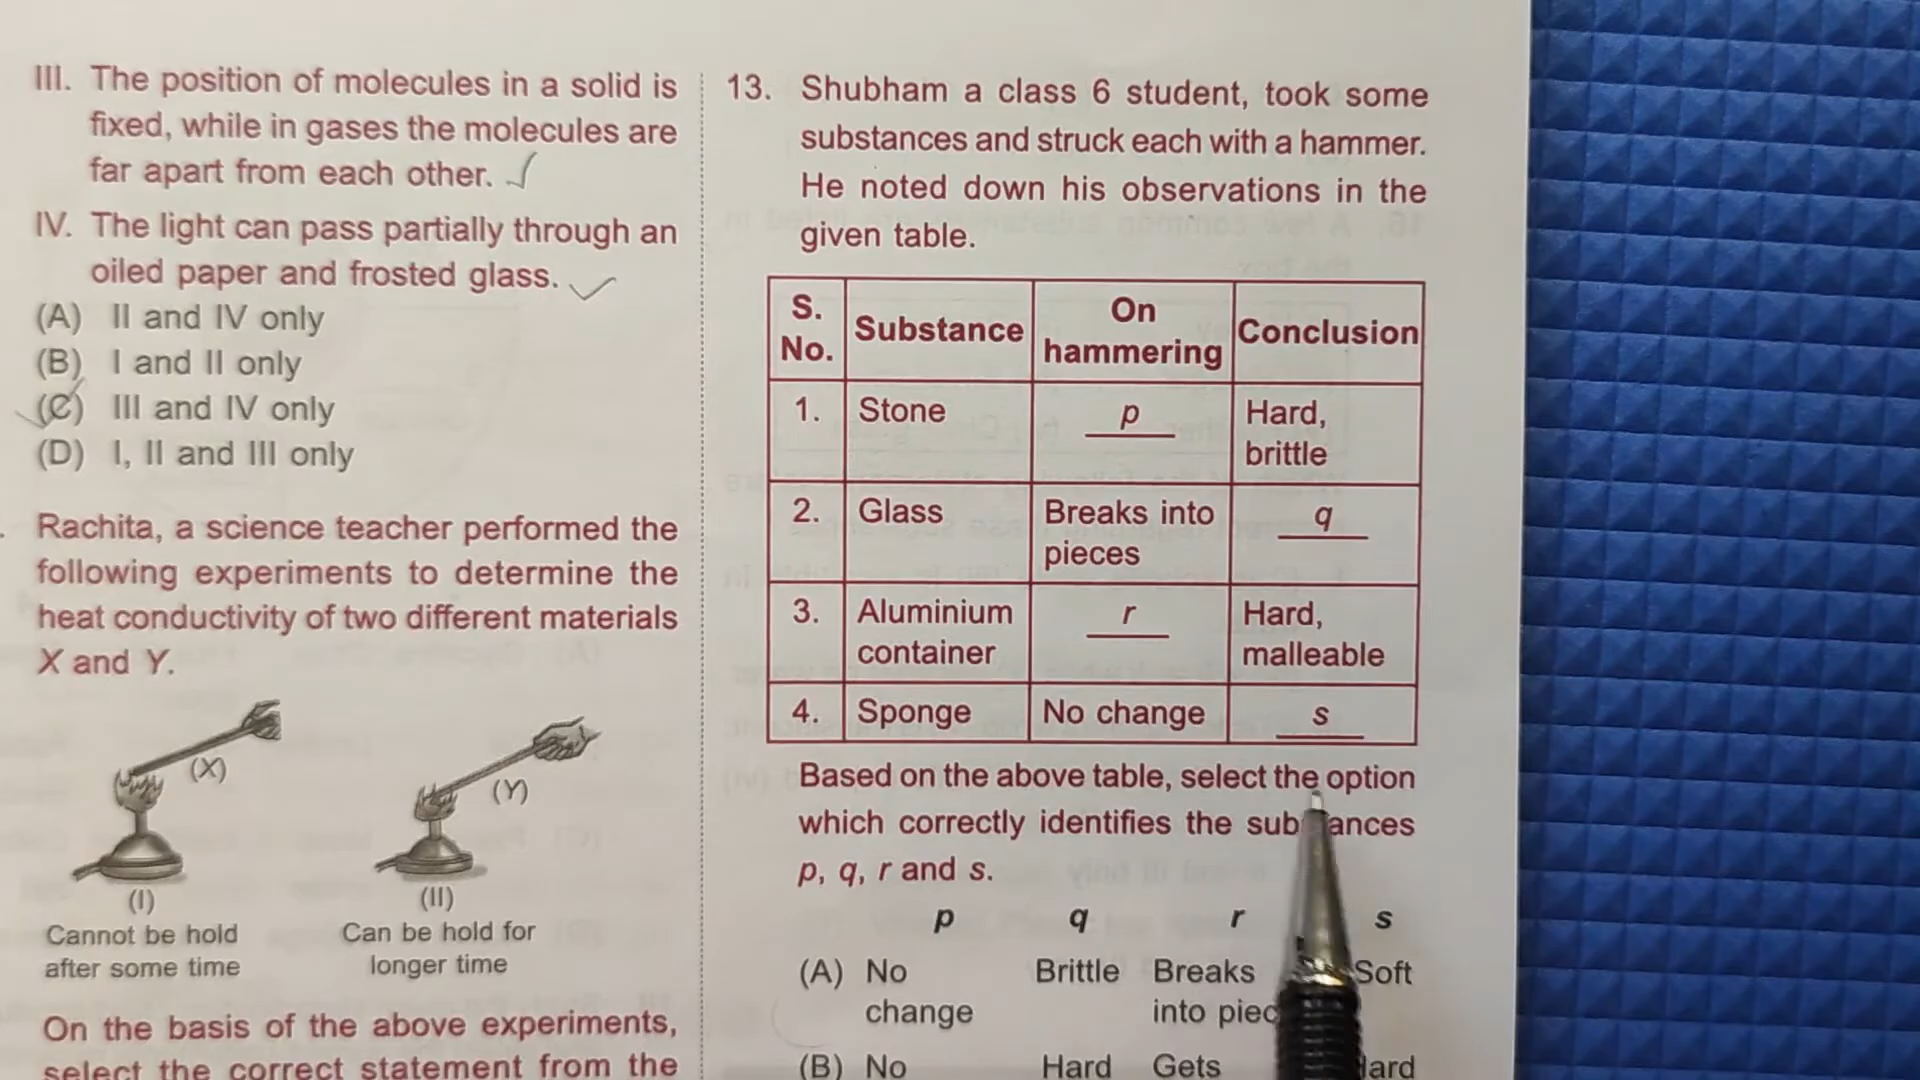 III. The position of molecules in a solid is
fixed, while in gases the molecules are
far apart from each other.
IV. The light can pass partially through an
oiled paper and frosted glass.
(A) II and IV only
(B) I and II only
(C) III and IV only
(D) I, II and III only
Rachita, a science teacher performed the
following experiments to determine the
heat conductivity of two different materials
X and Y.
(X)
(Y)
(I)
(II)
Cannot be hold
after some time
Can be hold for
longer time
On the basis of the above experiments,
select the correct statement from the
13. Shubham a class 6 student, took some
substances and struck each with a hammer.
He noted down his observations in the
given table.
S. No. Substance On hammering Conclusion
1. Stone p Hard, brittle
2. Glass Breaks into pieces q
3. Aluminium container r Hard, malleable
4. Sponge No change s
Based on the above table, select the option
which correctly identifies the
p, q, r and s.
p q r s
(A) No Brittle Breaks Soft
change into
(B) No Hard Gets